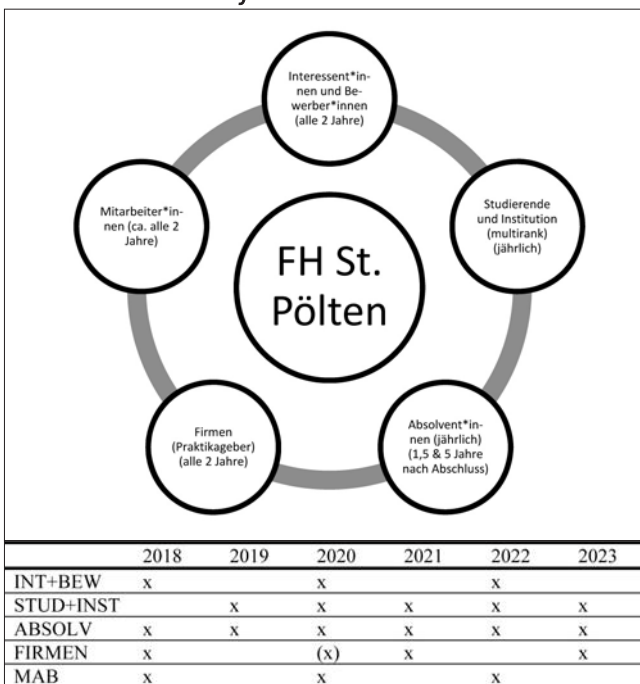 Interessent*in-
nen und Be-
werber*innen
(alle 2 Jahre)
Mitarbeiter*in-
nen (ca. alle 2
Jahre)
Studierende
und Institution
(multirank)
(jährlich)
FH St.
Pölten
Firmen
(Praktikageber)
(alle 2 Jahre)
Absolvent*in-
nen (jährlich)
(1,5 & 5 Jahre
nach Abschluss)
2018 2019 2020 2021 2022 2023
INT+BEW x x x
STUD+INST x x x x x
ABSOLV x x x x x x
FIRMEN x (x) x x
MAB x x x